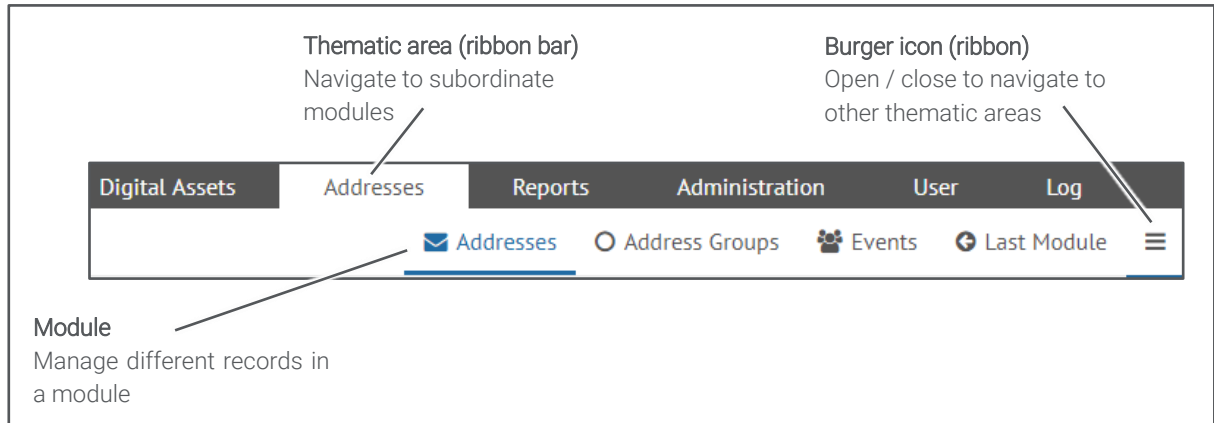 Thematic area (ribbon bar)
Navigate to subordinate
modules
Burger icon (ribbon)
Open / close to navigate to
other thematic areas
Digital Assets Addresses Reports Administration User Log
Addresses Address Groups Events Last Module
Module
Manage different records in
a module